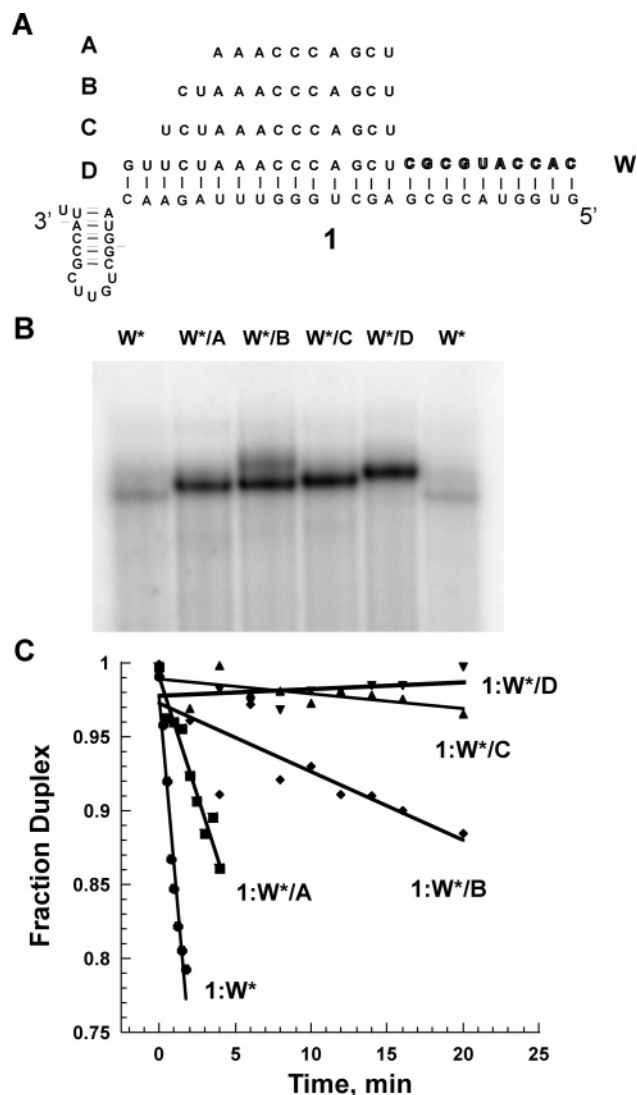 A
A A A A C C C A G C U
B C U A A A C C C A G C U
C U C U A A A C C C A G C U
D G U U C U A A A C C C A G C U C G C G U A C C A C W
C A A G A U U U G G G U C G A G C G C A U G G U G
3' U U A 5'
A U
C G 1
C G
G C
C U
U U G
B
W* W*/A W*/B W*/C W*/D W*
C
1
0.95
0.9
0.85
0.8
0.75
Fraction Duplex
1:W*/D
1:W*/C
1:W*/B
1:W*/A
1:W*
0 5 10 15 20 25
Time, min